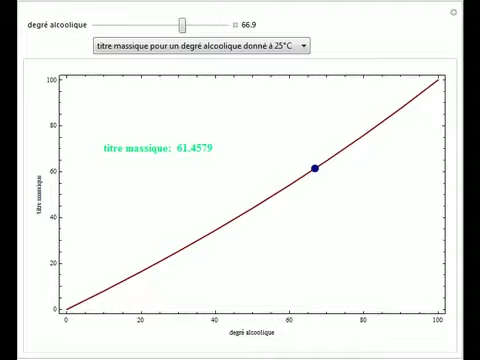 degré alcoolique 66.9
titre massique pour un degré alcoolique donné à 25°C
titre massique: 61.4579
100
80
60
40
20
0
titre massique
0 20 40 60 80 100
degré alcoolique